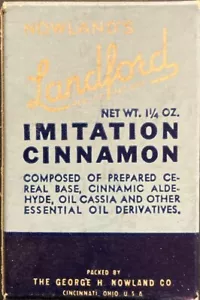 NOWLAND'S
Landford
NET WT. 1¼ OZ.
IMITATION
CINNAMON
COMPOSED OF PREPARED CE-
REAL BASE, CINNAMIC ALDE-
HYDE, OIL CASSIA AND OTHER
ESSENTIAL OIL DERIVATIVES.
PACKED BY
THE GEORGE H. NOWLAND CO
CINCINNATI, OHIO, U.S.A